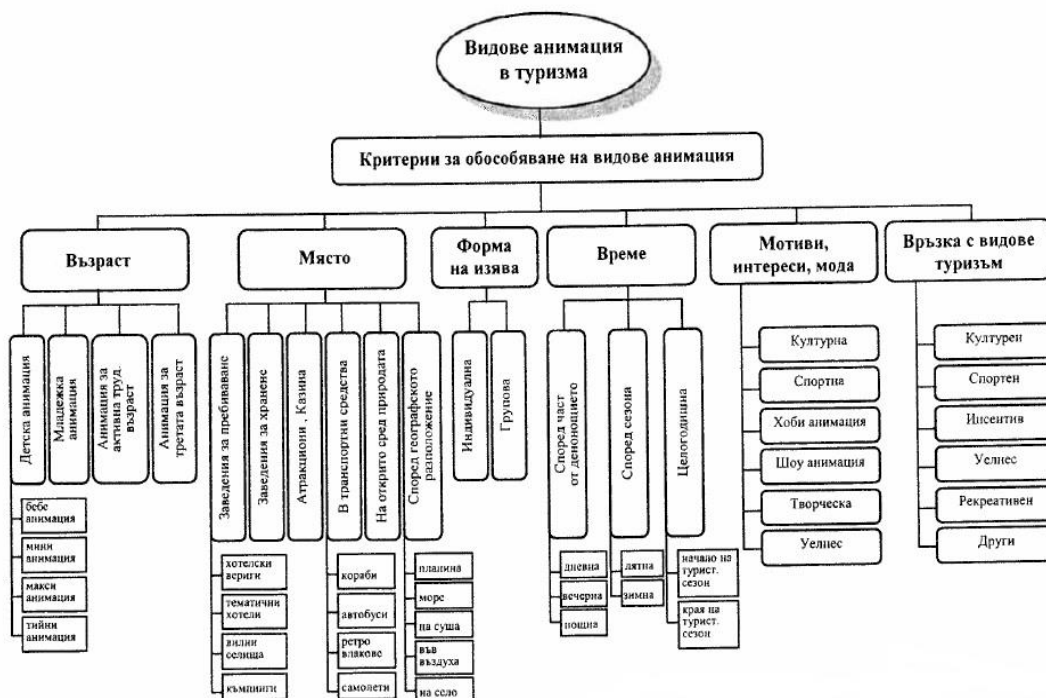 Видове анимация
в туризма
Критерии за обособяване на видове анимация
Възраст
Място
Форма
на изява
Време
Мотиви,
интереси, мода
Връзка с видове
туризъм
Детска анимация
Младежка
анимация
Анимация за
активна труд.
възраст
Анимация за
третата възраст
бебе
анимация
мини
анимация
макси
анимация
тийн
анимация
Заведения за пребиваване
Заведения за хранене
Атракциони , Казина
В транспортни средства
На открито сред природата
Според географското
разположение
хотелски
вериги
тематични
хотели
вилни
селища
къмпинги
кораби
автобуси
ретро
влакове
самолети
планина
море
на суша
във
въздуха
на село
Индивидуална
Групова
Според част
от денонощието
Според сезона
Целогодишна
дневна
вечерна
нощна
лятна
зимна
начало на
турист.
сезон
края на
турист.
сезон
Културна
Спортна
Хоби анимация
Шоу анимация
Творческа
Уелнес
Културен
Спортен
Инсентив
Уелнес
Рекреативен
Други